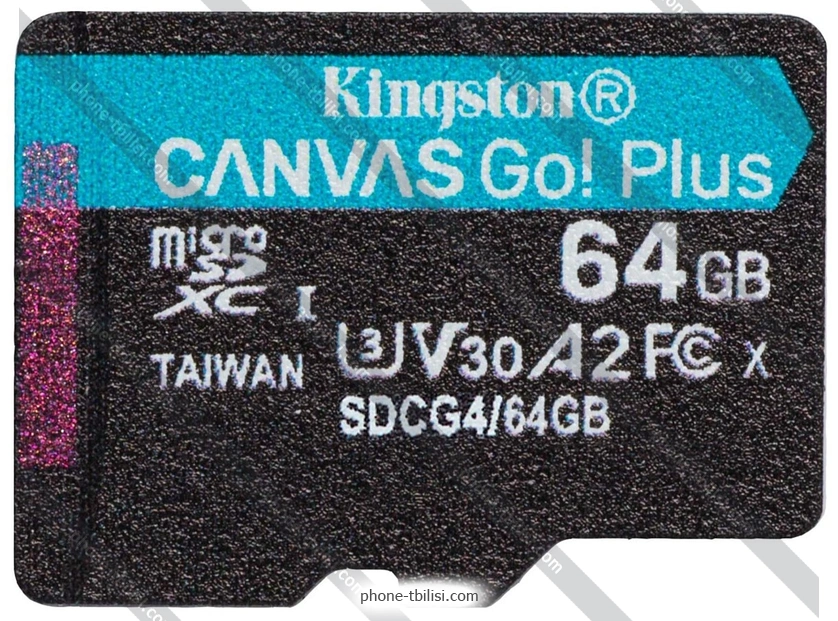 Kingston®
CANVAS Go! Plus
micro SD XC I
64GB
U3 V30 A2 FC X
TAIWAN
SDCG4/64GB
phone-tbilisi.com